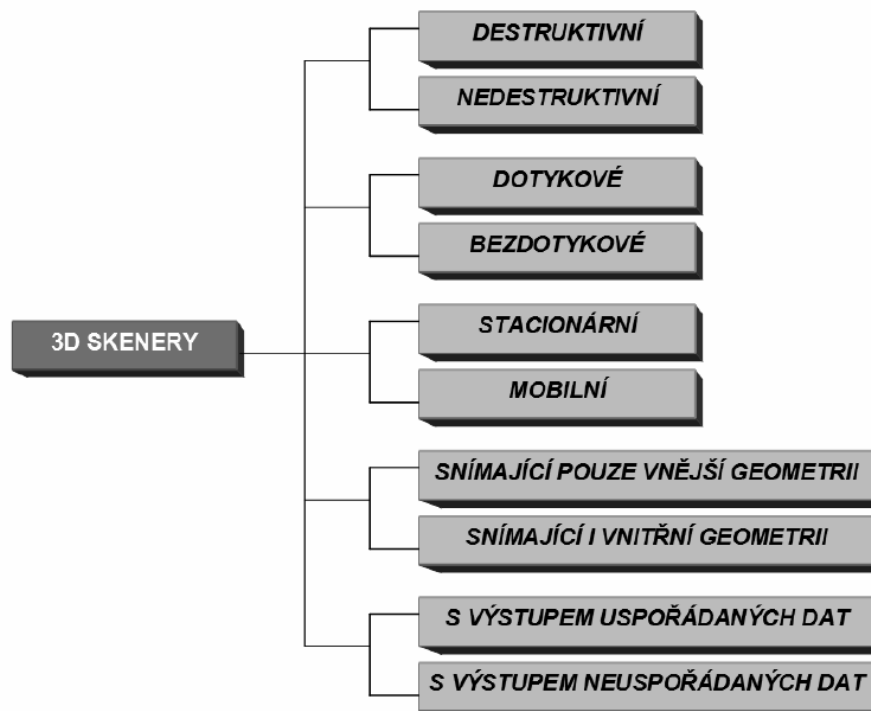 DESTRUKTIVNÍ
NEDESTRUKTIVNÍ
DOTYKOVÉ
BEZDOTYKOVÉ
3D SKENERY
STACIONÁRNÍ
MOBILNÍ
SNÍMAJÍCÍ POUZE VNĚJŠÍ GEOMETRII
SNÍMAJÍCÍ I VNITŘNÍ GEOMETRII
S VÝSTUPEM USPOŘÁDANÝCH DAT
S VÝSTUPEM NEUSPOŘÁDANÝCH DAT